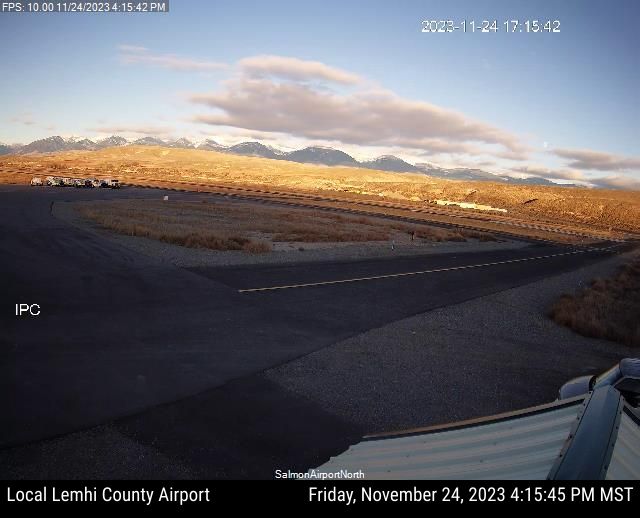 FPS: 10.00 11/24/2023 4:15:42 PM
2023-11-24 17:15:42
IPC
SalmonAirportNorth
Local Lemhi County Airport
Friday, November 24, 2023 4:15:45 PM MST